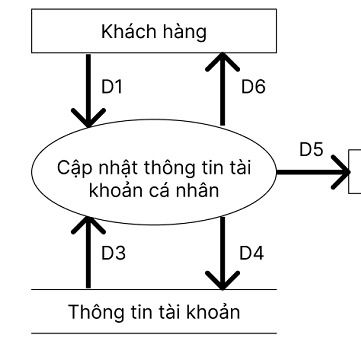 Khách hàng
D1
D6
D5
Cập nhật thông tin tài
khoản cá nhân
D3
D4
Thông tin tài khoản